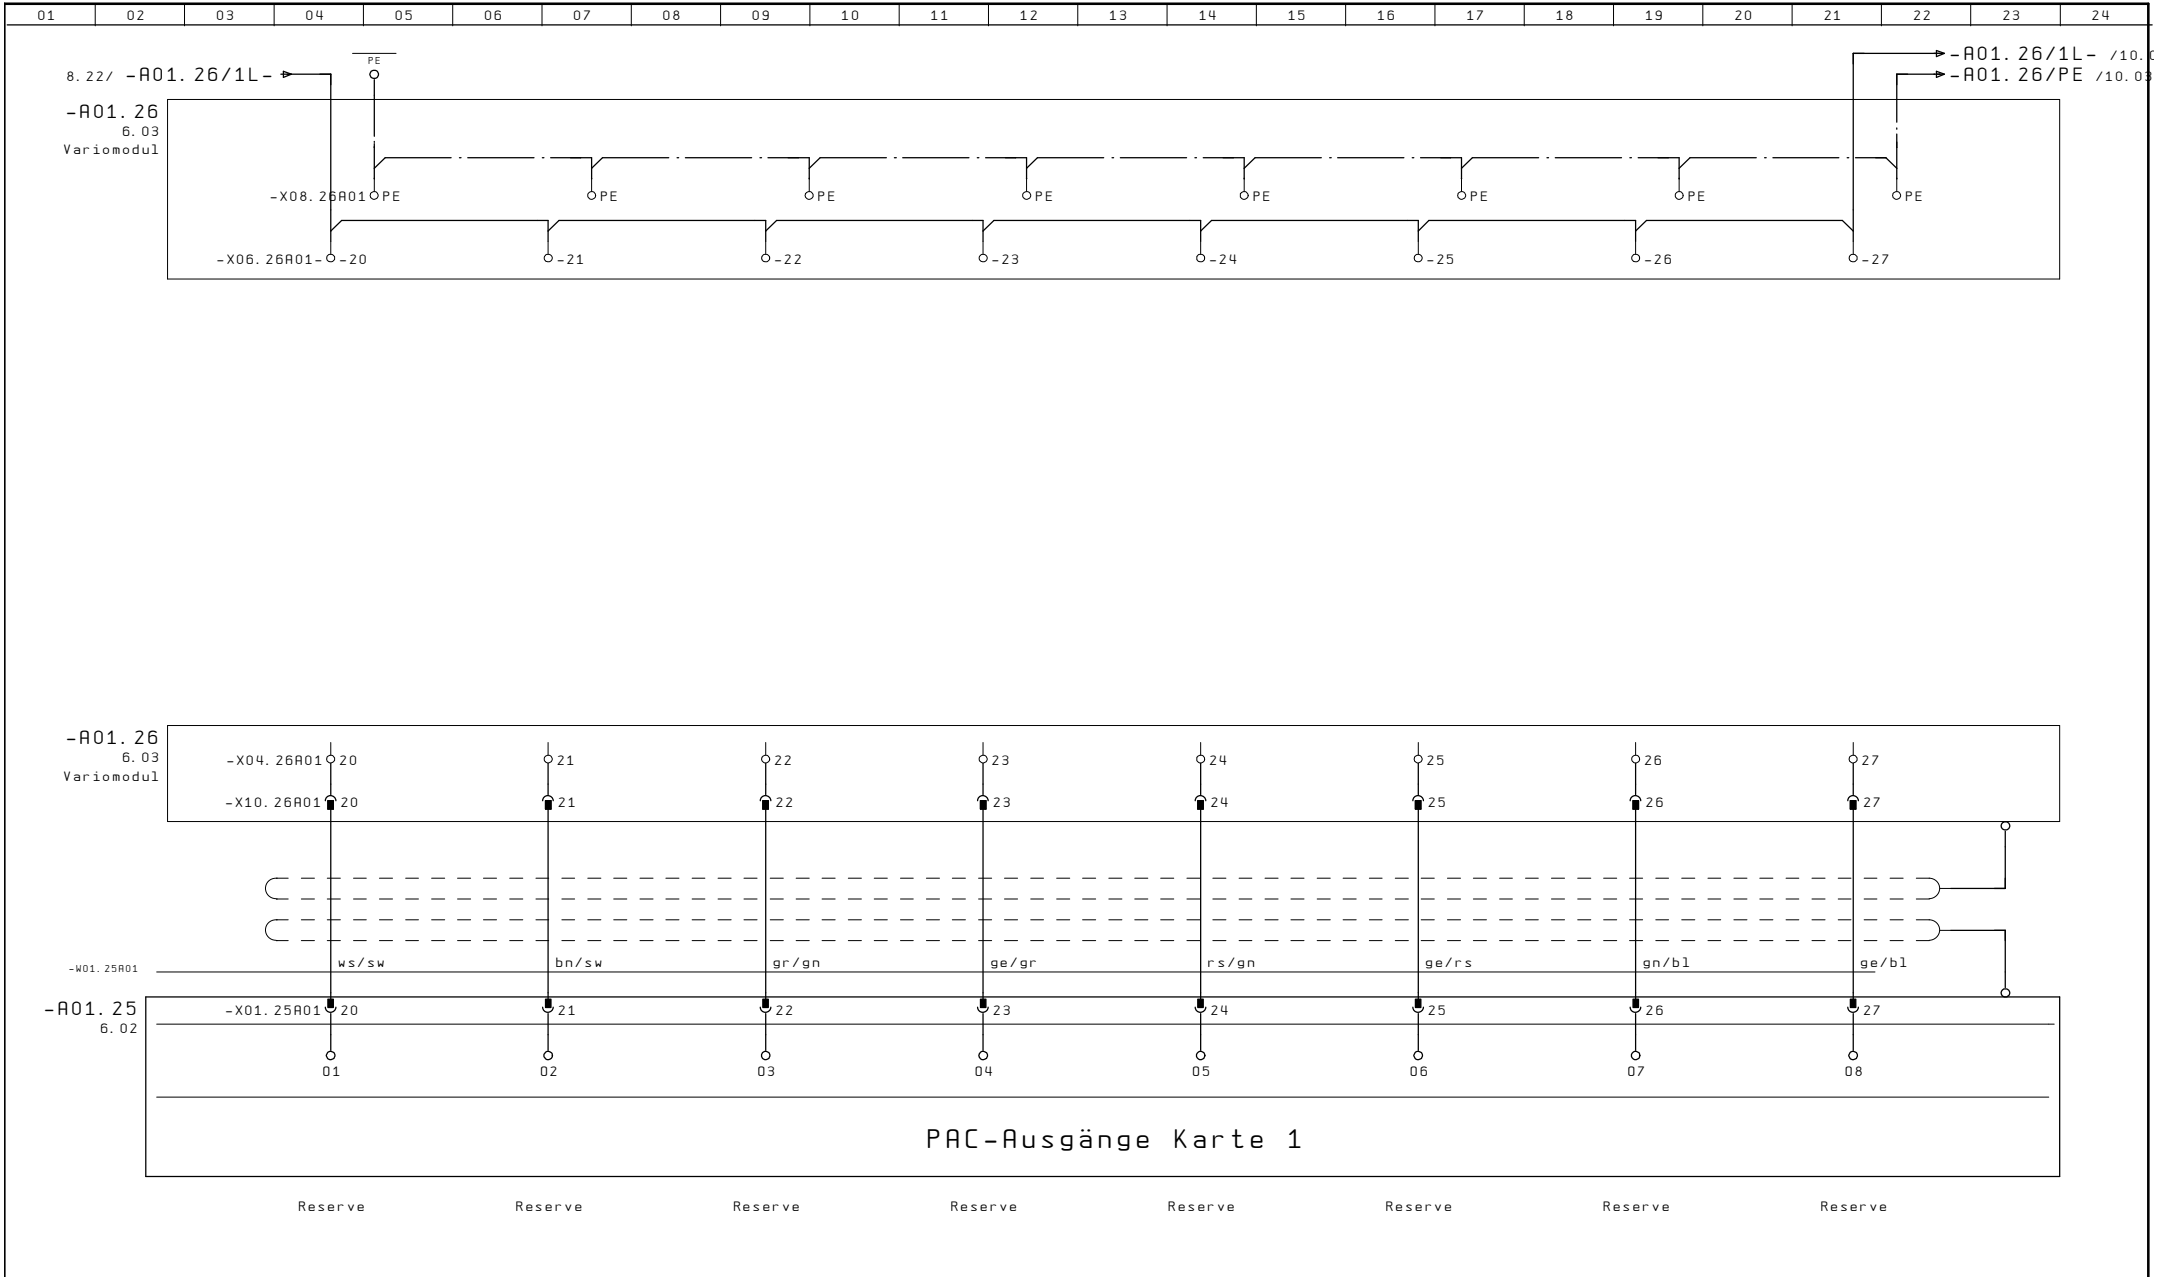 01 02 03 04 05 06 07 08 09 10 11 12 13 14 15 16 17 18 19 20 21 22 23 24
PE
-A01.26/1L- /10.
8.22/ -A01.26/1L-
-A01.26/PE /10.03
-A01.26
6.03
Variomodul
-X08.26A01 PE PE PE PE PE PE PE PE
-X06.26A01- -20 -21 -22 -23 -24 -25 -26 -27
-A01.26
6.03
Variomodul
-X04.26A01 20 21 22 23 24 25 26 27
-X10.26A01 20 21 22 23 24 25 26 27
ws/sw bn/sw gr/gn ge/gr rs/gn ge/rs gn/bl ge/bl
-W01.25A01
-A01.25
6.02
-X01.25A01 20 21 22 23 24 25 26 27
01 02 03 04 05 06 07 08
PAC-Ausgänge Karte 1
Reserve Reserve Reserve Reserve Reserve Reserve Reserve Reserve